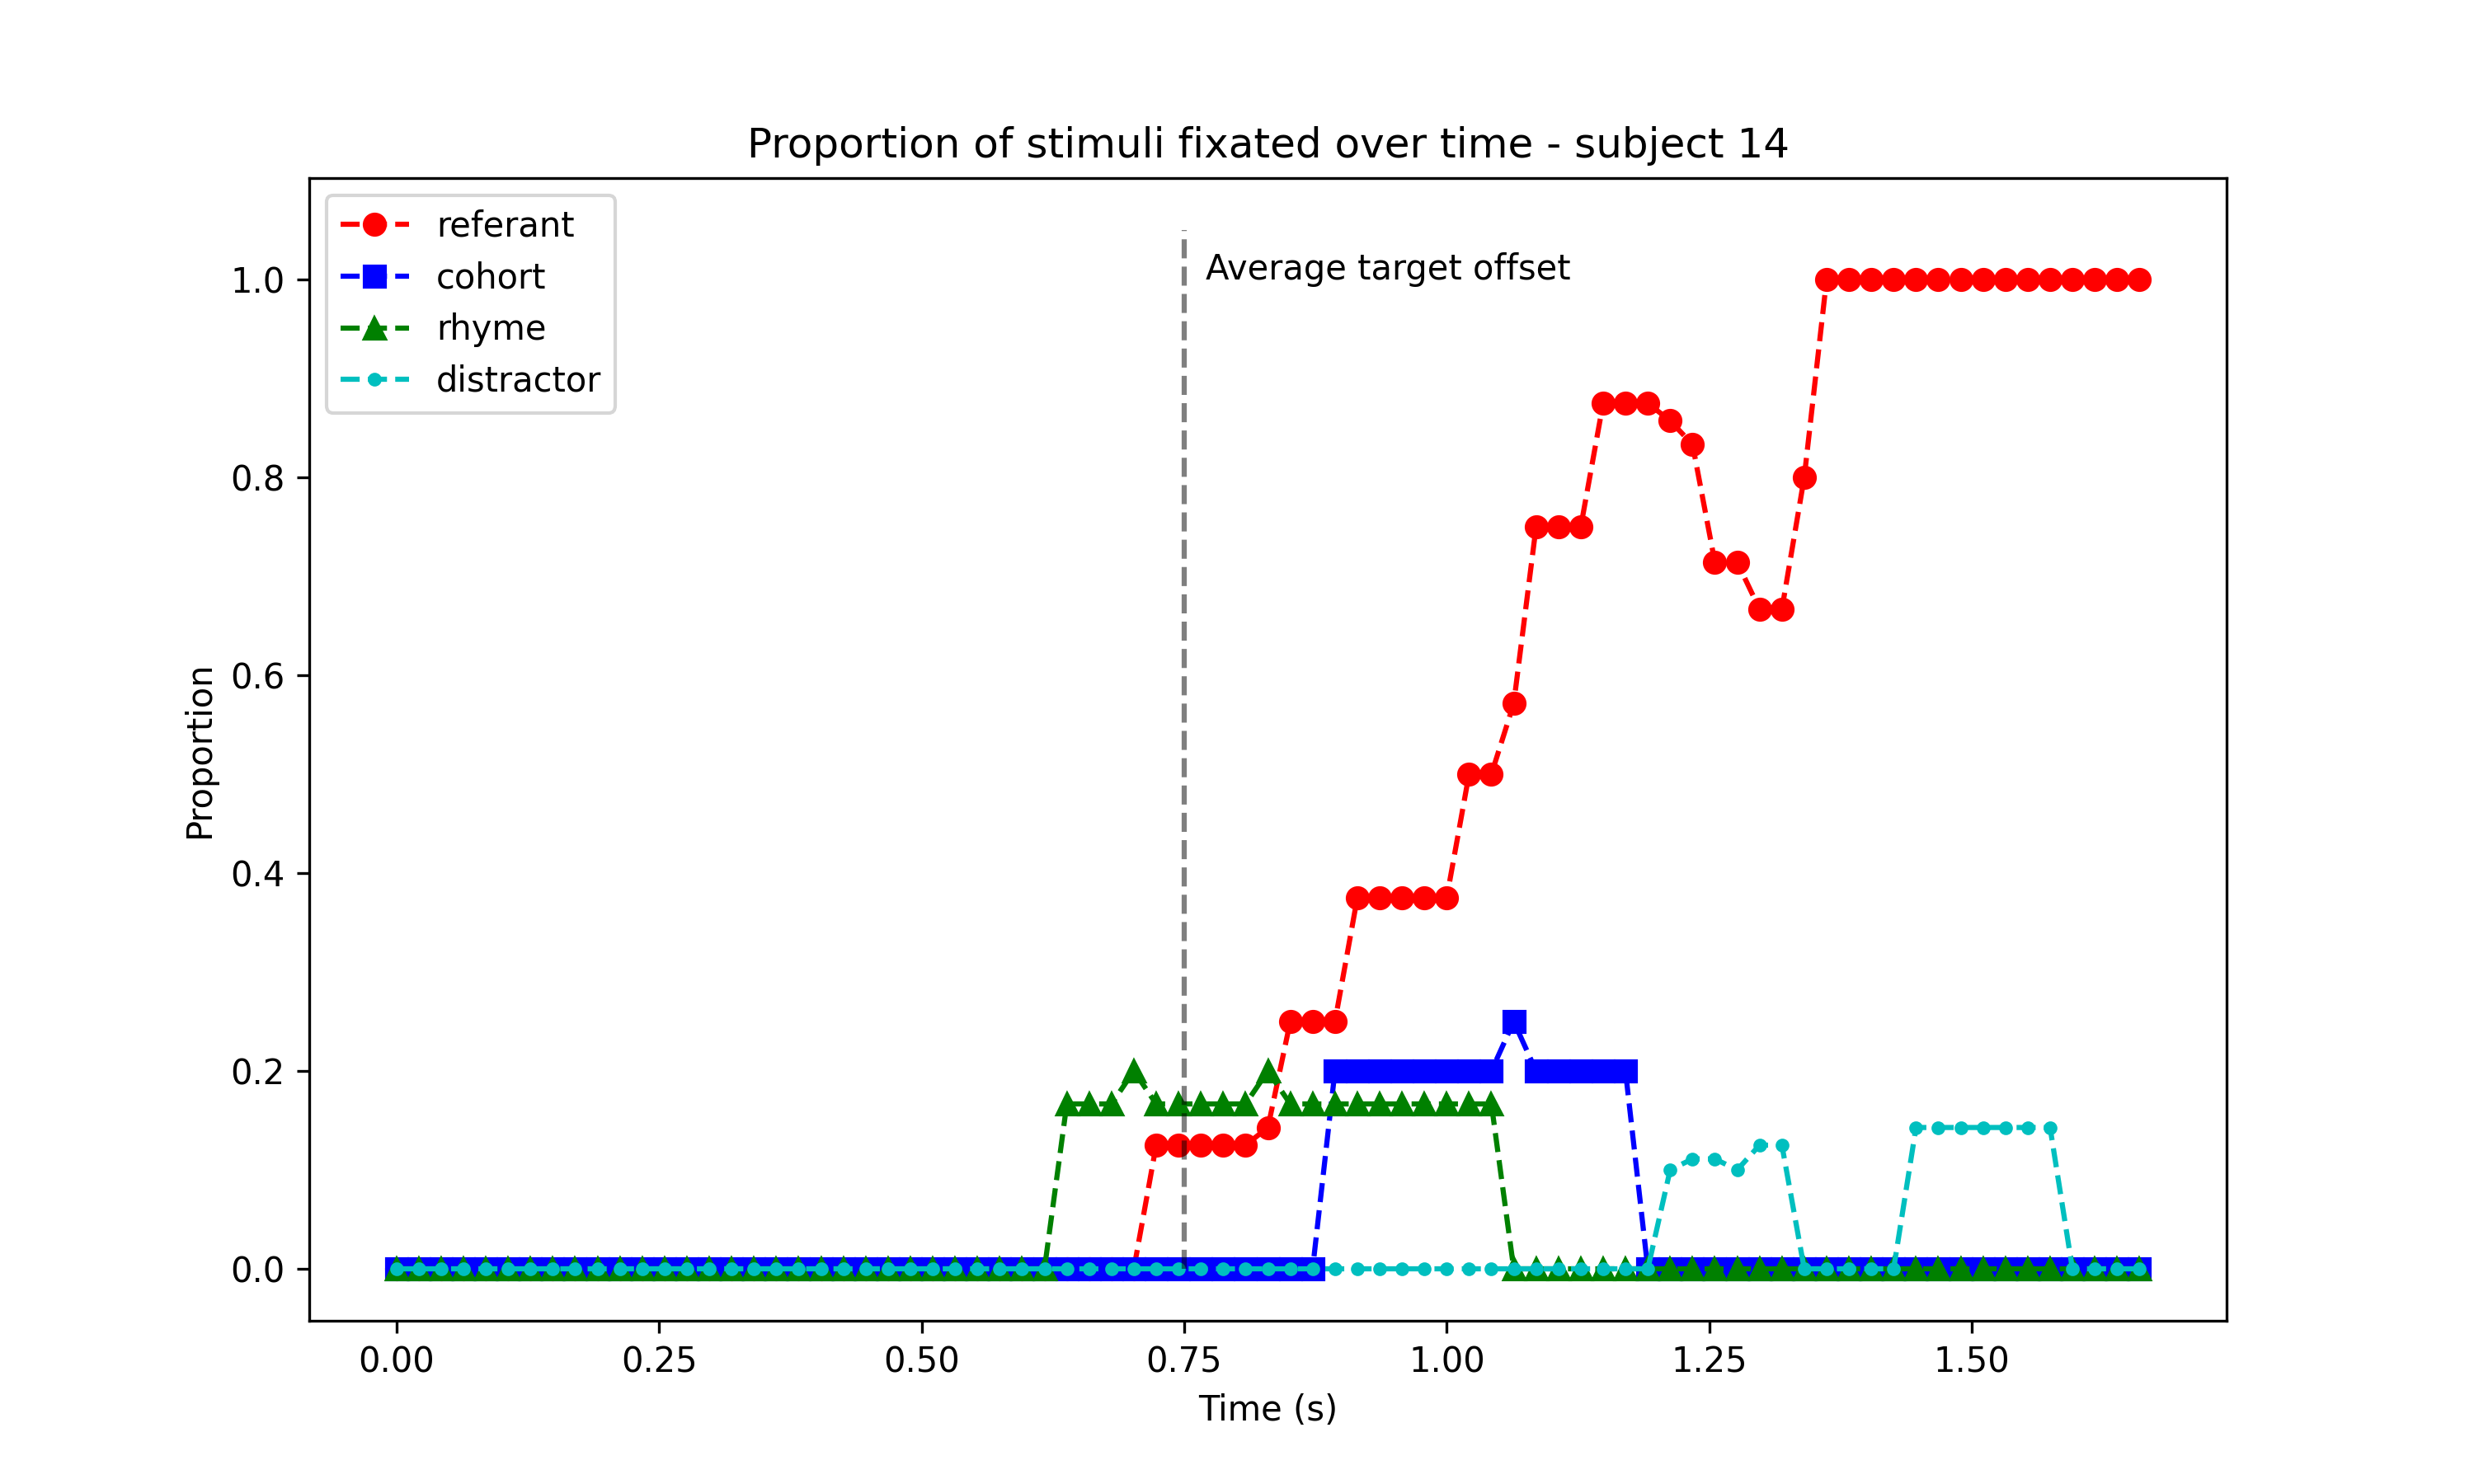 Proportion of stimuli fixated over time - subject 14
referant
cohort
rhyme
distractor
Average target offset
1.0
0.8
0.6
0.4
0.2
0.0
Proportion
0.00 0.25 0.50 0.75 1.00 1.25 1.50
Time (s)